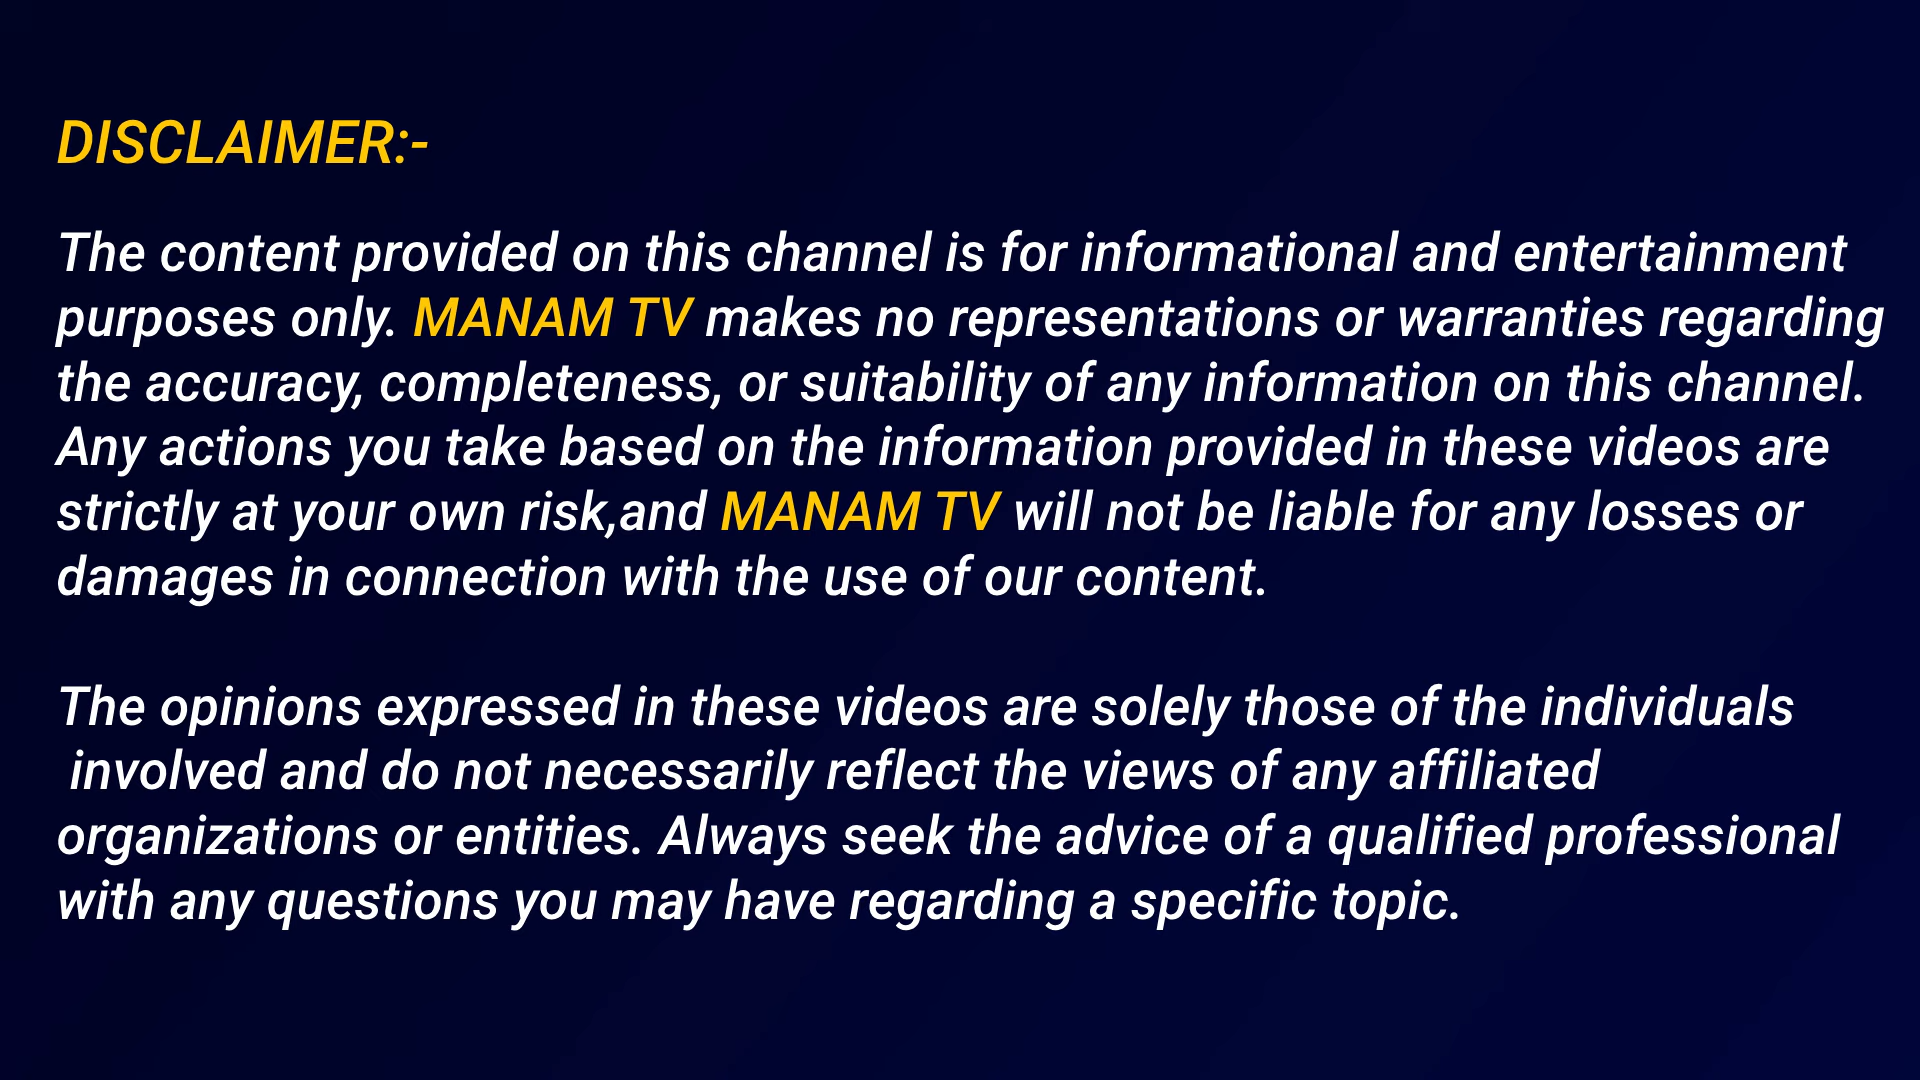 DISCLAIMER:-
The content provided on this channel is for informational and entertainment
purposes only. MANAM TV makes no representations or warranties regarding
the accuracy, completeness, or suitability of any information on this channel.
Any actions you take based on the information provided in these videos are
strictly at your own risk,and MANAM TV will not be liable for any losses or
damages in connection with the use of our content.
The opinions expressed in these videos are solely those of the individuals
involved and do not necessarily reflect the views of any affiliated
organizations or entities. Always seek the advice of a qualified professional
with any questions you may have regarding a specific topic.